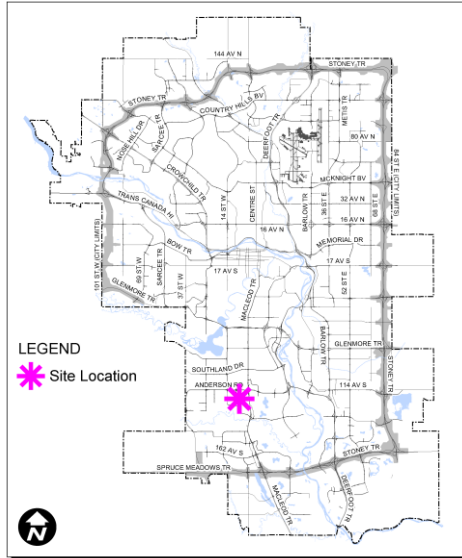 144 AV N
STONEY TR
STONEY TR
COUNTRY HILLS BV
METIS TR
NOSE HILL DR
SARCEE TR
DEERFOOT TR
80 AV N
CROWCHILD TR
MCKNIGHT BV
84 ST E (CITY LIMITS)
TRANS CANADA HI
14 ST W
CENTRE ST
BARLOW TR
36 ST E
32 AV N
68 ST E
16 AV N
16 AV N
101 ST W (CITY LIMITS)
BOW TR
MEMORIAL DR
17 AV S
17 AV S
69 ST W
SARCEE TR
37 ST W
MACLEOD TR
52 ST E
GLENMORE TR
BARLOW TR
GLENMORE TR
LEGEND
Site Location
SOUTHLAND DR
STONEY TR
ANDERSON
114 AV S
162 AV S
STONEY TR
SPRUCE MEADOWS TR
MACLEOD TR
DEERFOOT TR
N